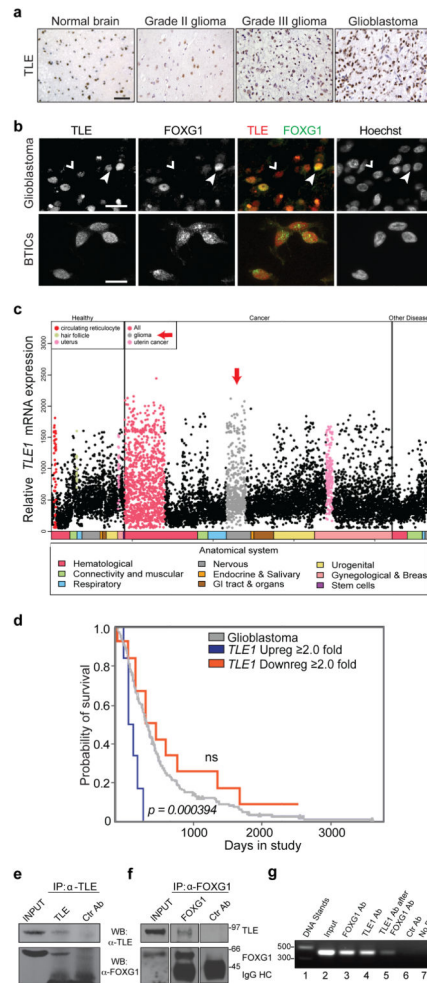 a
Normal brain Grade II glioma Grade III glioma Glioblastoma
TLE
b
TLE FOXG1 TLE FOXG1 Hoechst
Glioblastoma
BTICs
c
Healthy Cancer Other Disease
circulating reticulocyte
hair follicle
uterus
All
glioma
uterin cancer
Relative TLE1 mRNA expression
3000
2500
2000
1500
1000
500
0
Anatomical system
Hematological Nervous Urogenital
Connectivity and muscular Endocrine & Salivary Gynegological & Breas
Respiratory GI tract & organs Stem cells
d
Probability of survival
1.0
0.8
0.6
0.4
0.2
0
Glioblastoma
TLE1 Upreg ≥2.0 fold
TLE1 Downreg ≥2.0 fold
ns
p = 0.000394
1000 2000 3000
Days in study
e
IP:α-TLE
INPUT TLE Ctr Ab
WB:
α-TLE
WB:
α-FOXG1
f
IP:α-FOXG1
INPUT FOXG1 Ctr Ab
97 TLE
66
FOXG1
45
IgG HC
g
DNA Stands
Input
FOXG1 Ab
TLE1 Ab
TLE1 Ab after
FOXG1 Ab
Ctr Ab
500
300
1 2 3 4 5 6 7